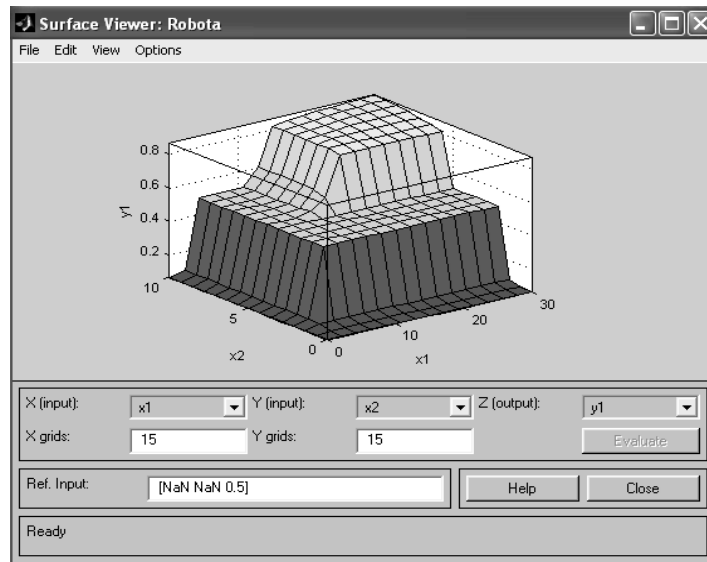 Surface Viewer: Robota
File Edit View Options
0.8
0.6
0.4
0.2
y1
10
5
0
x2
0
10
20
30
x1
X (input): x1 Y (input): x2 Z (output): y1
X grids: 15 Y grids: 15 Evaluate
Ref. Input: [NaN NaN 0.5] Help Close
Ready